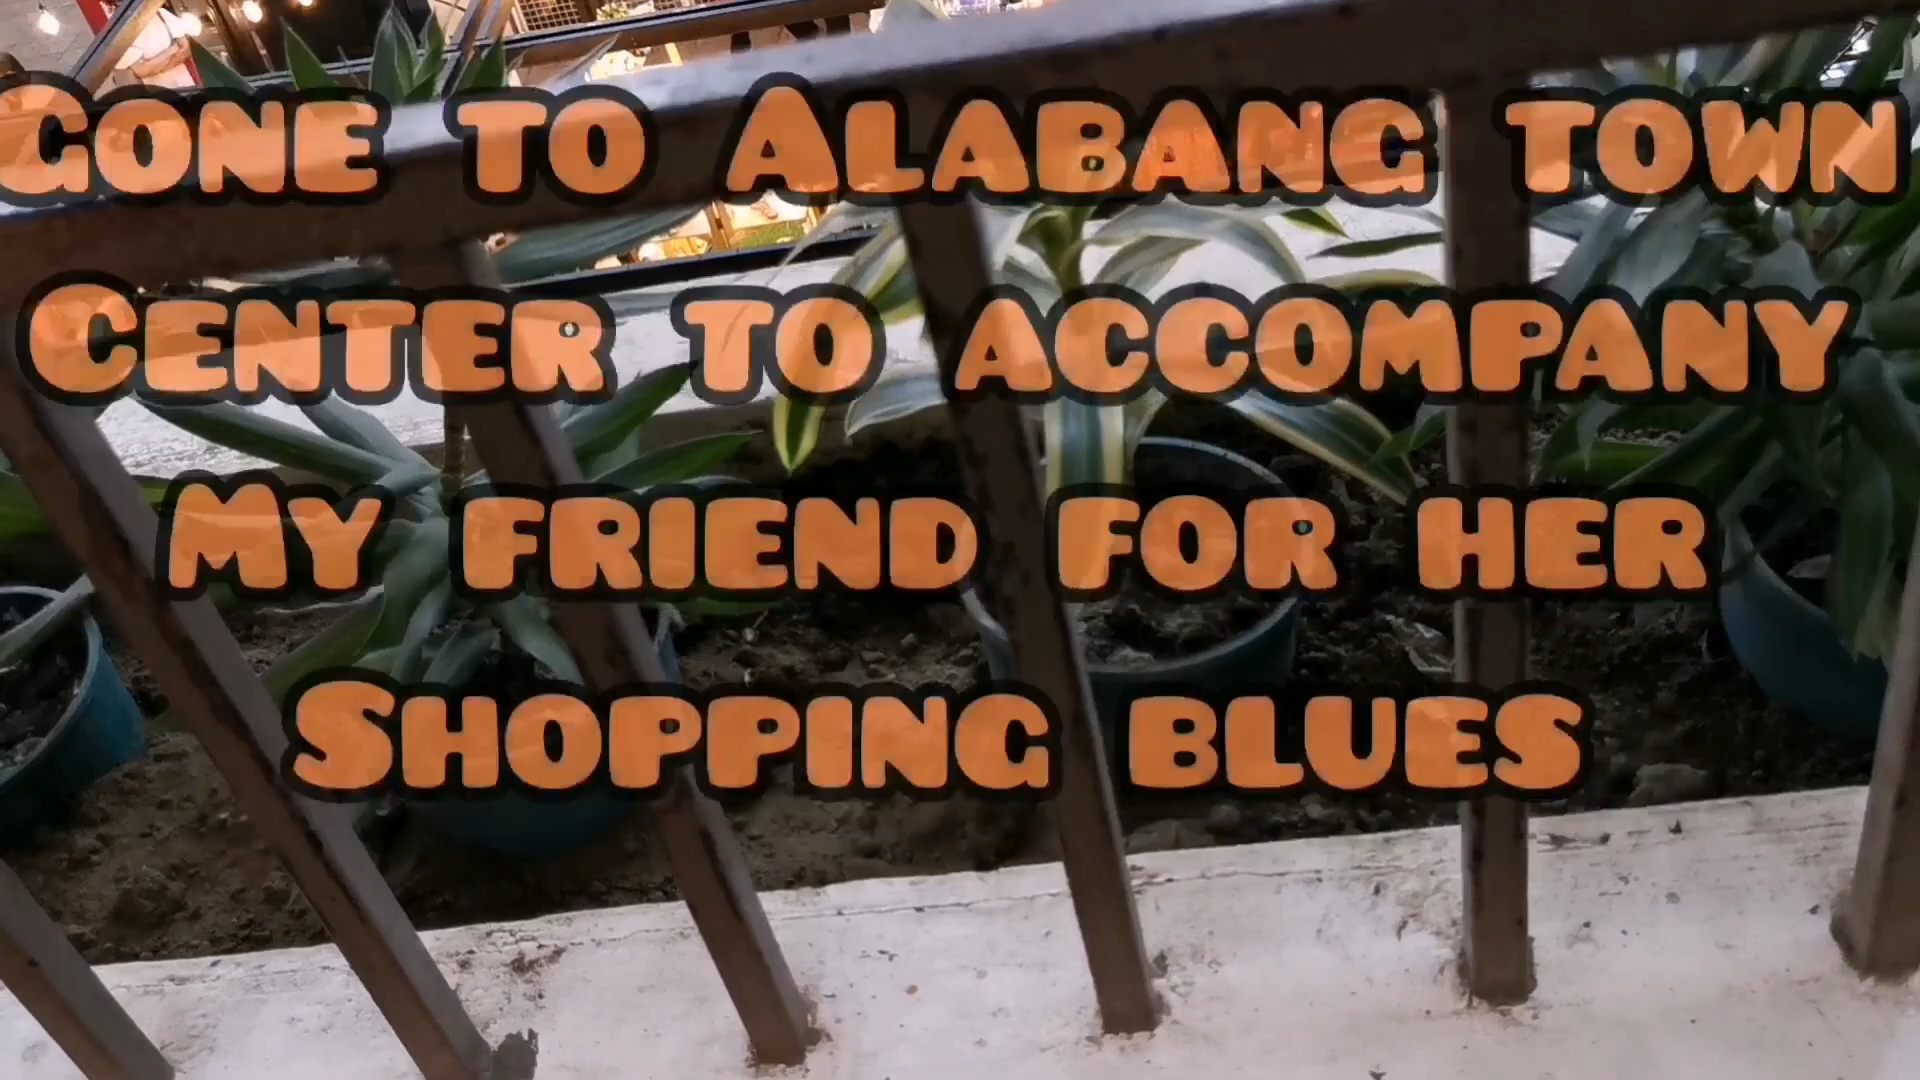 Gone to Alabang Town
Center to accompany
My friend for her
Shopping blues